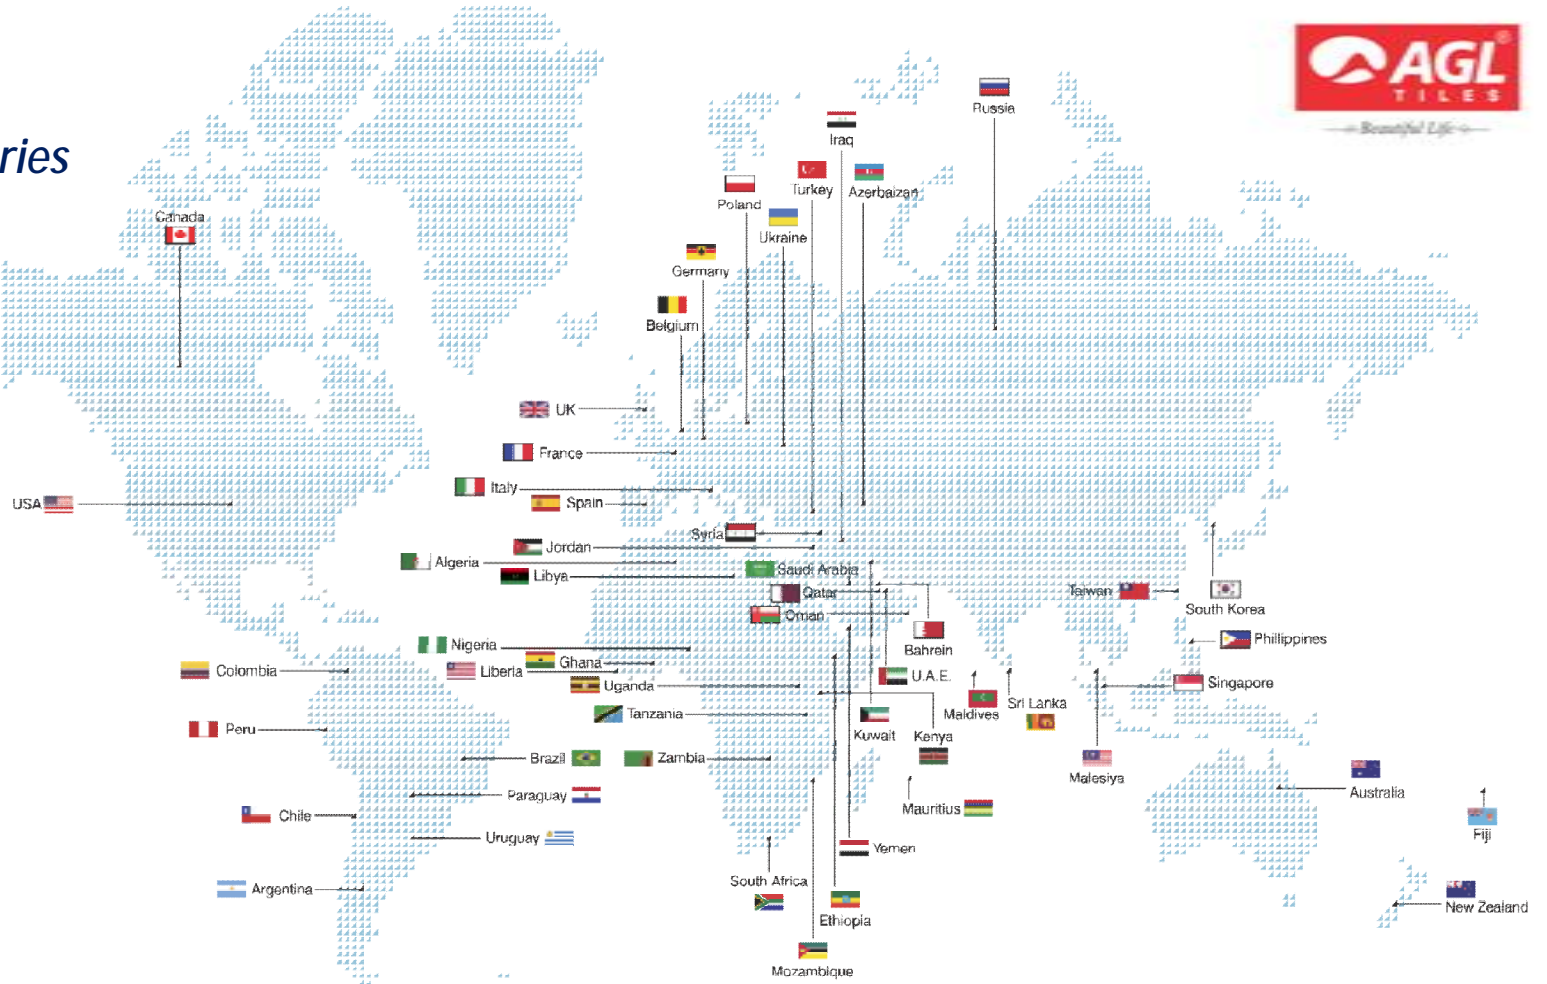 AGL®
TILES
Beautiful Life
ries
Russia
Iraq
Turkey
Azerbaizan
Poland
Ukraine
Canada
Germany
Belgium
UK
France
Italy
Spain
USA
Syria
Jordan
Algeria
Libya
Saudi Arabia
Qatar
Oman
Taiwan
South Korea
Bahrein
Phillippines
Nigeria
Ghana
Liberia
Colombia
U.A.E.
Uganda
Singapore
Maldives
Sri Lanka
Tanzania
Kuwait
Kenya
Peru
Brazil
Zambia
Malesiya
Paraguay
Mauritius
Australia
Chile
Uruguay
Fiji
Yemen
South Africa
Argentina
Ethiopia
New Zealand
Mozambique